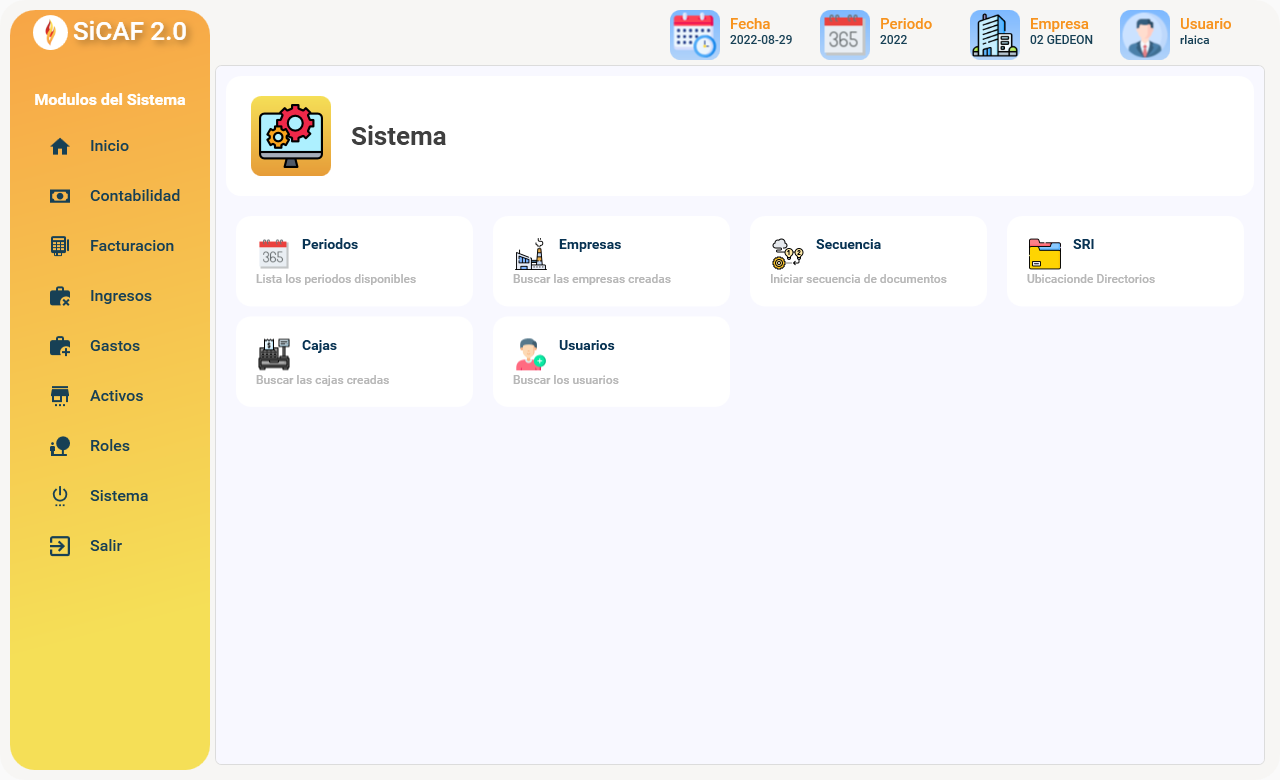 SiCAF 2.0
Fecha
2022-08-29
Periodo
2022
365
Empresa
02 GEDEON
Usuario
rlaica
Modulos del Sistema
Inicio
Contabilidad
Facturacion
Ingresos
Gastos
Activos
Roles
Sistema
Salir
Sistema
365
Periodos
Lista los periodos disponibles
Empresas
Buscar las empresas creadas
Secuencia
Iniciar secuencia de documentos
SRI
Ubicacionde Directorios
Cajas
Buscar las cajas creadas
Usuarios
Buscar los usuarios